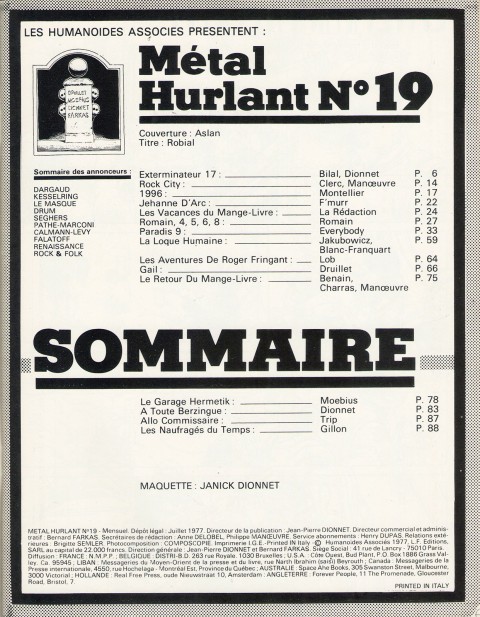 LES HUMANOIDES ASSOCIES PRESENTENT :
Métal
Hurlant N° 19
DRUILLET
MOEBIUS
DIONNET
FARKAS
Couverture : Aslan
Titre : Robial
Sommaire des annonceurs :
DARGAUD
KESSELRING
LE MASQUE
DRUM
SEGHERS
PATHE-MARCONI
CALMANN-LEVY
FALATOFF
RENAISSANCE
ROCK & FOLK
Exterminateur 17 : Bilal, Dionnet P. 6
Rock City : Clerc, Manœuvre P. 14
1996 : Montellier P. 17
Jehanne D'Arc : F'murr P. 22
Les Vacances du Mange-Livre : La Rédaction P. 24
Romain, 4, 5, 6, 8 : Romain P. 27
Paradis 9 : Everybody P. 33
La Loque Humaine : Jakubowicz, P. 59
Blanc-Franquart
Les Aventures De Roger Fringant : Lob P. 64
Gail : Druillet P. 66
Le Retour Du Mange-Livre : Benain, P. 75
Charras, Manœuvre
SOMMAIRE
Le Garage Hermetik : Moebius P. 78
A Toute Berzingue : Dionnet P. 83
Allo Commissaire : Trip P. 87
Les Naufragés du Temps : Gillon P. 88
MAQUETTE : JANICK DIONNET
METAL HURLANT N°19 - Mensuel. Dépôt légal : Juillet 1977. Directeur de la publication : Jean-Pierre DIONNET. Directeur commercial et administratif : Bernard FARKAS. Secrétaires de rédaction : Anne DELOBEL, Philippe MANŒUVRE. Service abonnements : Henry DUPAS. Relations extérieures : Brigitte SEMLER. Photocomposition : COMPOSCOPIE. Imprimerie I.G.E. - Printed IN Italy - © Humanoides Associés 1977, L.F. Editions, SARL au capital de 22.000 francs. Direction générale : Jean-Pierre DIONNET et Bernard FARKAS. Siège Social : 41 rue de Lancry - 75010 Paris. Diffusion : FRANCE : N.M.P.P. ; BELGIQUE : DISTRI-B.D. 263 rue Royale. 1030 Bruxelles ; U.S.A. : Côte Ouest, Bud Plant, P.O. Box 1886 Grass Valley. Ca. 95945 ; LIBAN : Messageries du Moyen-Orient de la presse et du livre, rue Narth Ibrahim (saisi) Beyrouth ; Canada : Messageries de la Presse internationale, 4550, rue Hochelaga - Montréal Est, Province du Québec ; AUSTRALIE : Space Ahe Books, 305 Swanston Street, Malbourne, 3000 Victorai ; HOLLANDE : Real Free Press, oude Nieuwstraat 10, Amsterdam : ANGLETERRE : Forever People, 11 The Promenade, Gloucester Road, Bristol, 7.
PRINTED IN ITALY